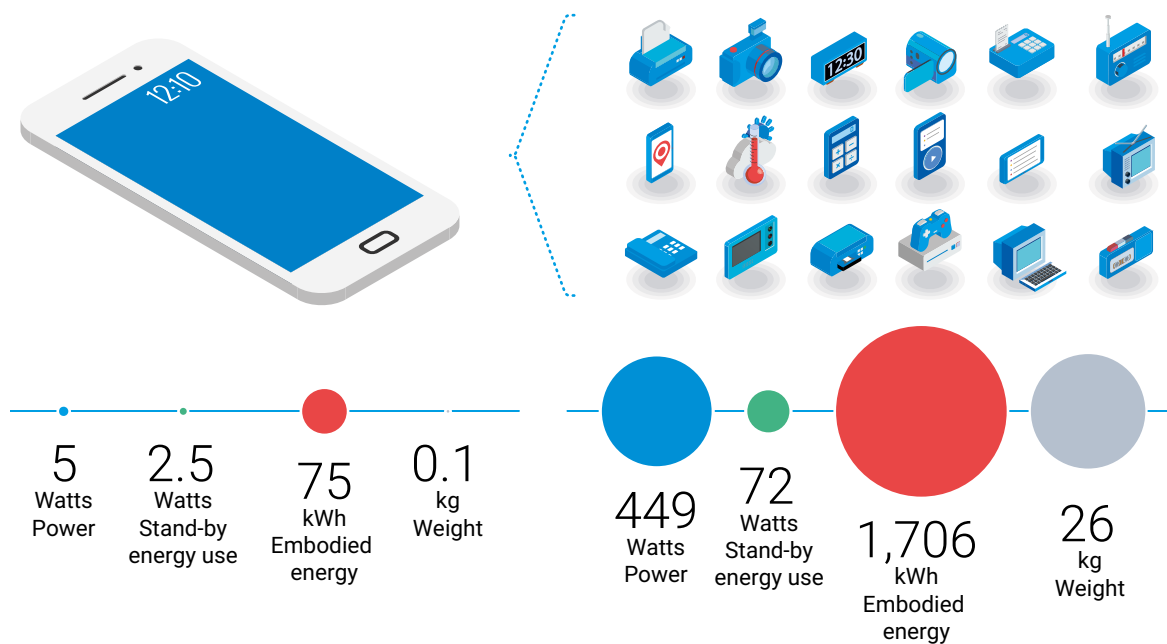 12:10
12:30
5
Watts
Power
2.5
Watts
Stand-by
energy use
75
kWh
Embodied
energy
0.1
kg
Weight
449
Watts
Power
72
Watts
Stand-by
energy use
1,706
kWh
Embodied
energy
26
kg
Weight